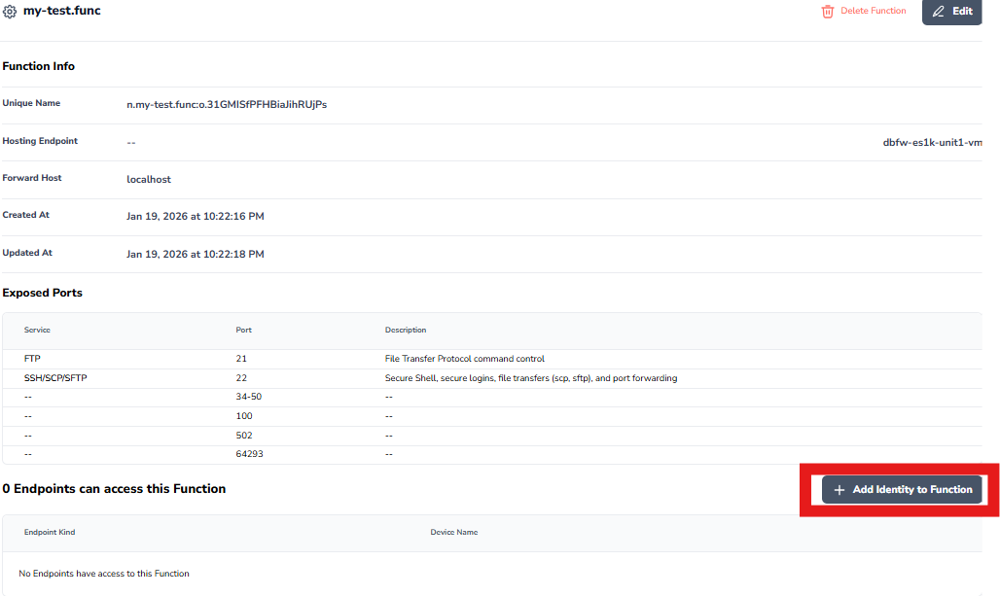 my-test.func
Delete Function
Edit
Function Info
Unique Name n.my-test.func:o.31GMISfPFHBiaJihRUjPs
Hosting Endpoint -- dbfw-es1k-unit1-vm
Forward Host localhost
Created At Jan 19, 2026 at 10:22:16 PM
Updated At Jan 19, 2026 at 10:22:18 PM
Exposed Ports
Service Port Description
FTP 21 File Transfer Protocol command control
SSH/SCP/SFTP 22 Secure Shell, secure logins, file transfers (scp, sftp), and port forwarding
-- 34-50 --
-- 100 --
-- 502 --
-- 64293 --
0 Endpoints can access this Function
+ Add Identity to Function
Endpoint Kind Device Name
No Endpoints have access to this Function